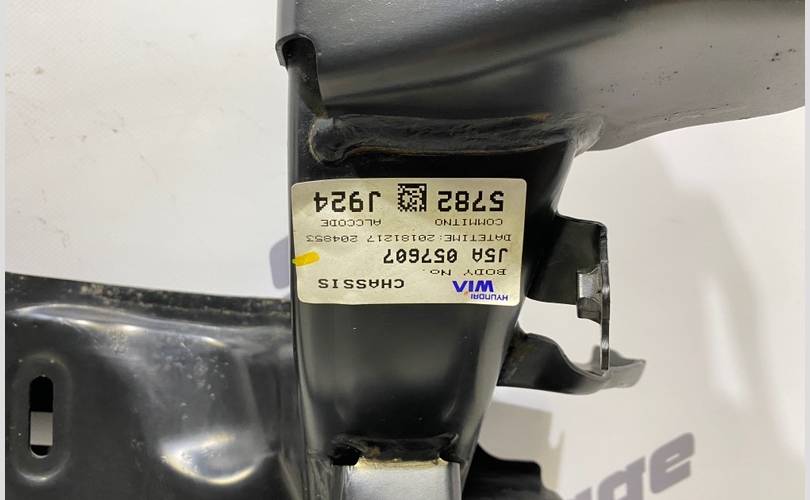 HYUNDAI
WIA CHASSIS
BODY No.
J5A 057607
DATETIME:20181217 204853
COMMITNO ALCCODE
5782 J924